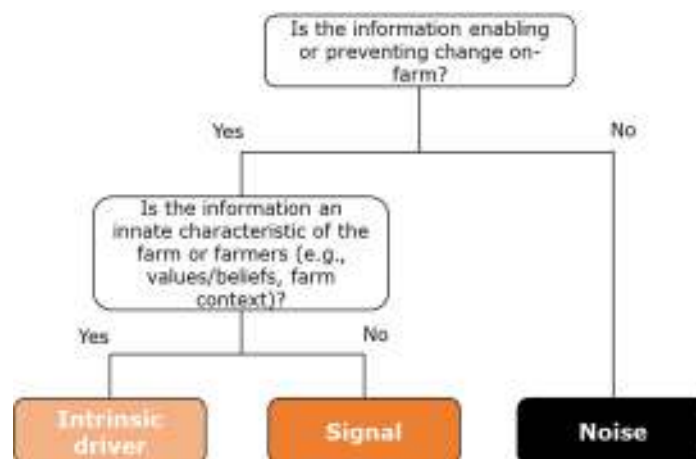 Is the information enabling
or preventing change on-
farm?
Yes
No
Is the information an
innate characteristic of the
farm or farmers (e.g.,
values/beliefs, farm
context)?
Yes
No
Intrinsic
driver
Signal
Noise